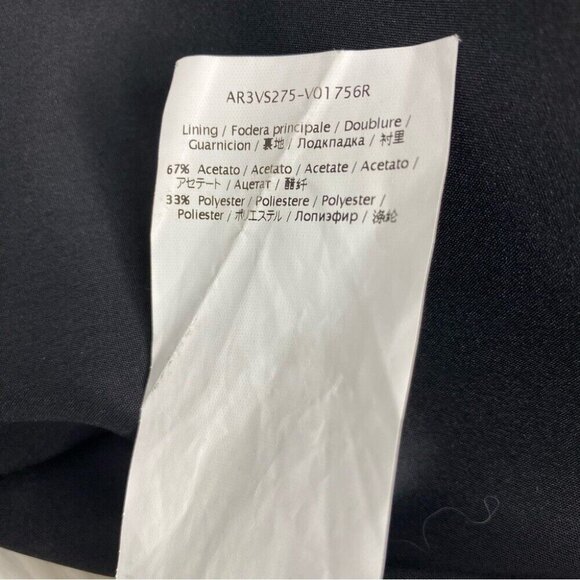 AR3VS275-V01756R
Lining / Fodera principale / Doublure /
Guarnicion / 裏地 / Лодкпадка / 衬里
67% Acetato / Acetato / Acetate / Acetato /
アセテート / Ацетат / 醋纤
33% Polyester / Poliestere / Polyester /
Poliester / ポリエステル / Лопиэфир / 涤纶